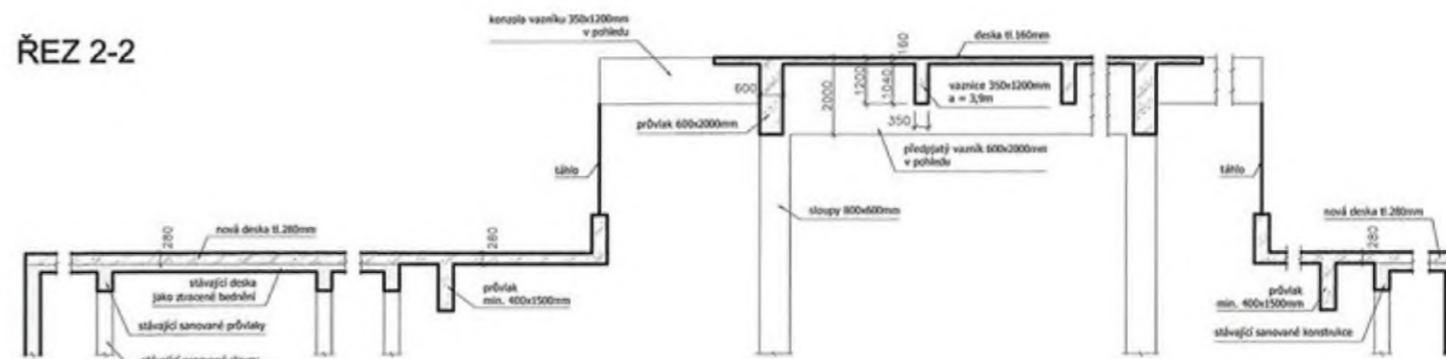 ŘEZ 2-2
konzola vazníku 350x1200mm
v pohledu
160
deska tl.160mm
600
2000
1200
1040
vaznice 350x1200mm
a = 3,9m
průvlak 600x2000mm
350
předpjatý vazník 600x2000mm
v pohledu
táhlo
táhlo
sloupy 800x600mm
280
nová deska tl.280mm
280
280
nová deska tl.280mm
stávající deska
jako ztracené bednění
průvlak
min. 400x1500mm
průvlak
min. 400x1500mm
stávající sanované průvlaky
stávající sanované konstrukce